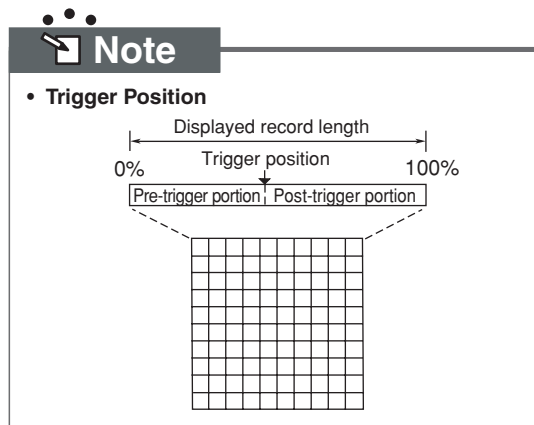 Note
• Trigger Position
Displayed record length
Trigger position
0%
100%
Pre-trigger portion
Post-trigger portion